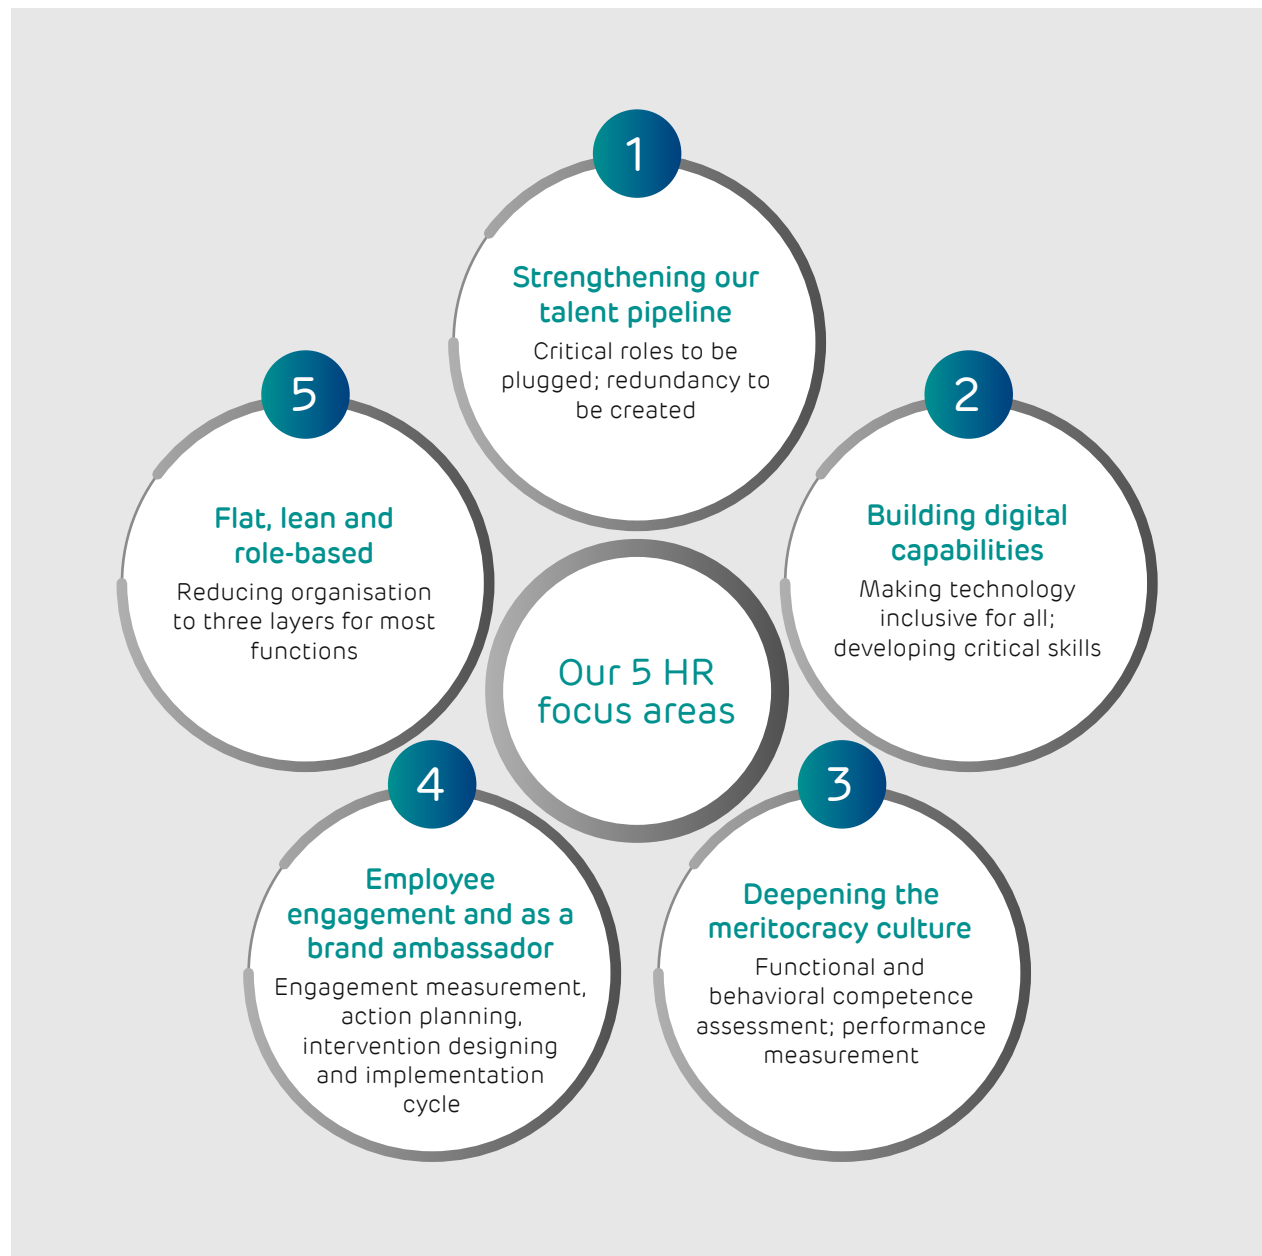 1
Strengthening our
talent pipeline
Critical roles to be
plugged; redundancy to
be created
2
Building digital
capabilities
Making technology
inclusive for all;
developing critical skills
3
Deepening the
meritocracy culture
Functional and
behavioral competence
assessment; performance
measurement
4
Employee
engagement and as a
brand ambassador
Engagement measurement,
action planning,
intervention designing
and implementation
cycle
5
Flat, lean and
role-based
Reducing organisation
to three layers for most
functions
Our 5 HR
focus areas